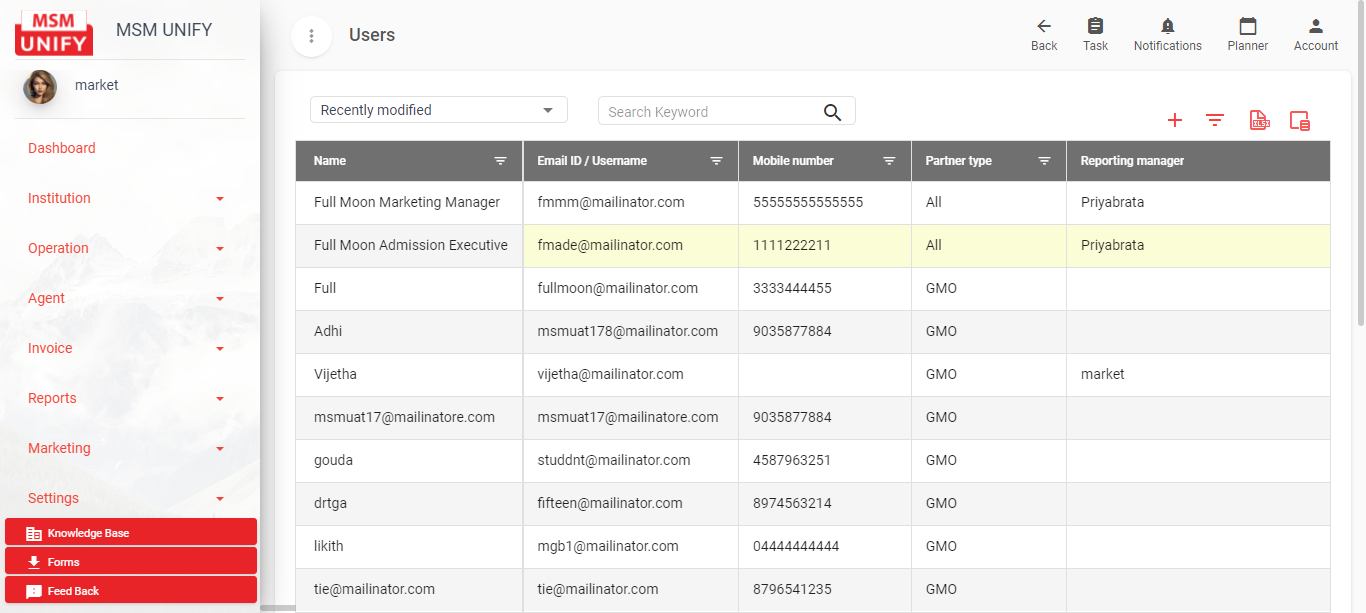 MSM
UNIFY
MSM UNIFY
market
Dashboard
Institution
Operation
Agent
Invoice
Reports
Marketing
Settings
Knowledge Base
Forms
Feed Back
Users
Back
Task
Notifications
Planner
Account
Recently modified
Search Keyword
XLSX
Name Email ID / Username Mobile number Partner type Reporting manager
Full Moon Marketing Manager fmmm@mailinator.com 55555555555555 All Priyabrata
Full Moon Admission Executive fmade@mailinator.com 1111222211 All Priyabrata
Full fullmoon@mailinator.com 3333444455 GMO
Adhi msmuat178@mailinator.com 9035877884 GMO
Vijetha vijetha@mailinator.com GMO market
msmuat17@mailinatore.com msmuat17@mailinatore.com 9035877884 GMO
gouda studdnt@mailinator.com 4587963251 GMO
drtga fifteen@mailinator.com 8974563214 GMO
likith mgb1@mailinator.com 04444444444 GMO
tie@mailinator.com tie@mailinator.com 8796541235 GMO